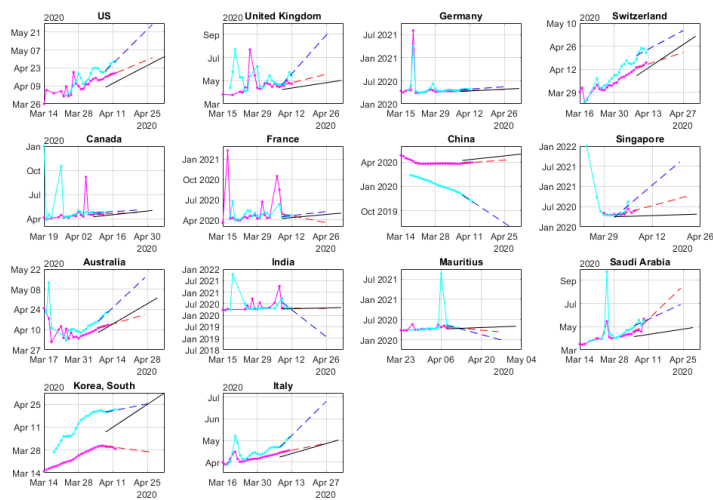 2020 US
May 21
May 07
Apr 23
Apr 09
Mar 26
Mar 14 Mar 28 Apr 11 Apr 25
2020
2020 United Kingdom
Sep
Jul
May
Mar
Mar 15 Mar 29 Apr 12 Apr 26
2020
Germany
Jul 2021
Jan 2021
Jul 2020
Jan 2020
Mar 15 Mar 29 Apr 12 Apr 26
2020
2020 Switzerland
May 10
Apr 26
Apr 12
Mar 29
Mar 16 Mar 30 Apr 13 Apr 27
2020
2020 Canada
Jan
Oct
Jul
Apr
Mar 19 Apr 02 Apr 16 Apr 30
2020
France
Jan 2021
Oct 2020
Jul 2020
Apr 2020
Mar 15 Mar 29 Apr 12 Apr 26
2020
China
Apr 2020
Jan 2020
Oct 2019
Mar 14 Mar 28 Apr 11 Apr 25
2020
Singapore
Jan 2022
Jul 2021
Jan 2021
Jul 2020
Jan 2020
Mar 29 Apr 12 Apr 26
2020
2020 Australia
May 22
May 08
Apr 24
Apr 10
Mar 27
Mar 17 Mar 31 Apr 14 Apr 28
2020
India
Jan 2022
Jul 2021
Jan 2021
Jul 2020
Jan 2020
Jul 2019
Jan 2019
Jul 2018
Mar 15 Mar 29 Apr 12 Apr 26
2020
Mauritius
Jul 2021
Jan 2021
Jul 2020
Jan 2020
Mar 23 Apr 06 Apr 20 May 04
2020
2020 Saudi Arabia
Sep
Jul
May
Mar
Mar 14 Mar 28 Apr 11 Apr 25
2020
2020 Korea, South
Apr 25
Apr 11
Mar 28
Mar 14
Mar 14 Mar 28 Apr 11 Apr 25
2020
2020 Italy
Jul
Jun
May
Apr
Mar 15 Mar 29 Apr 12 Apr 26
2020